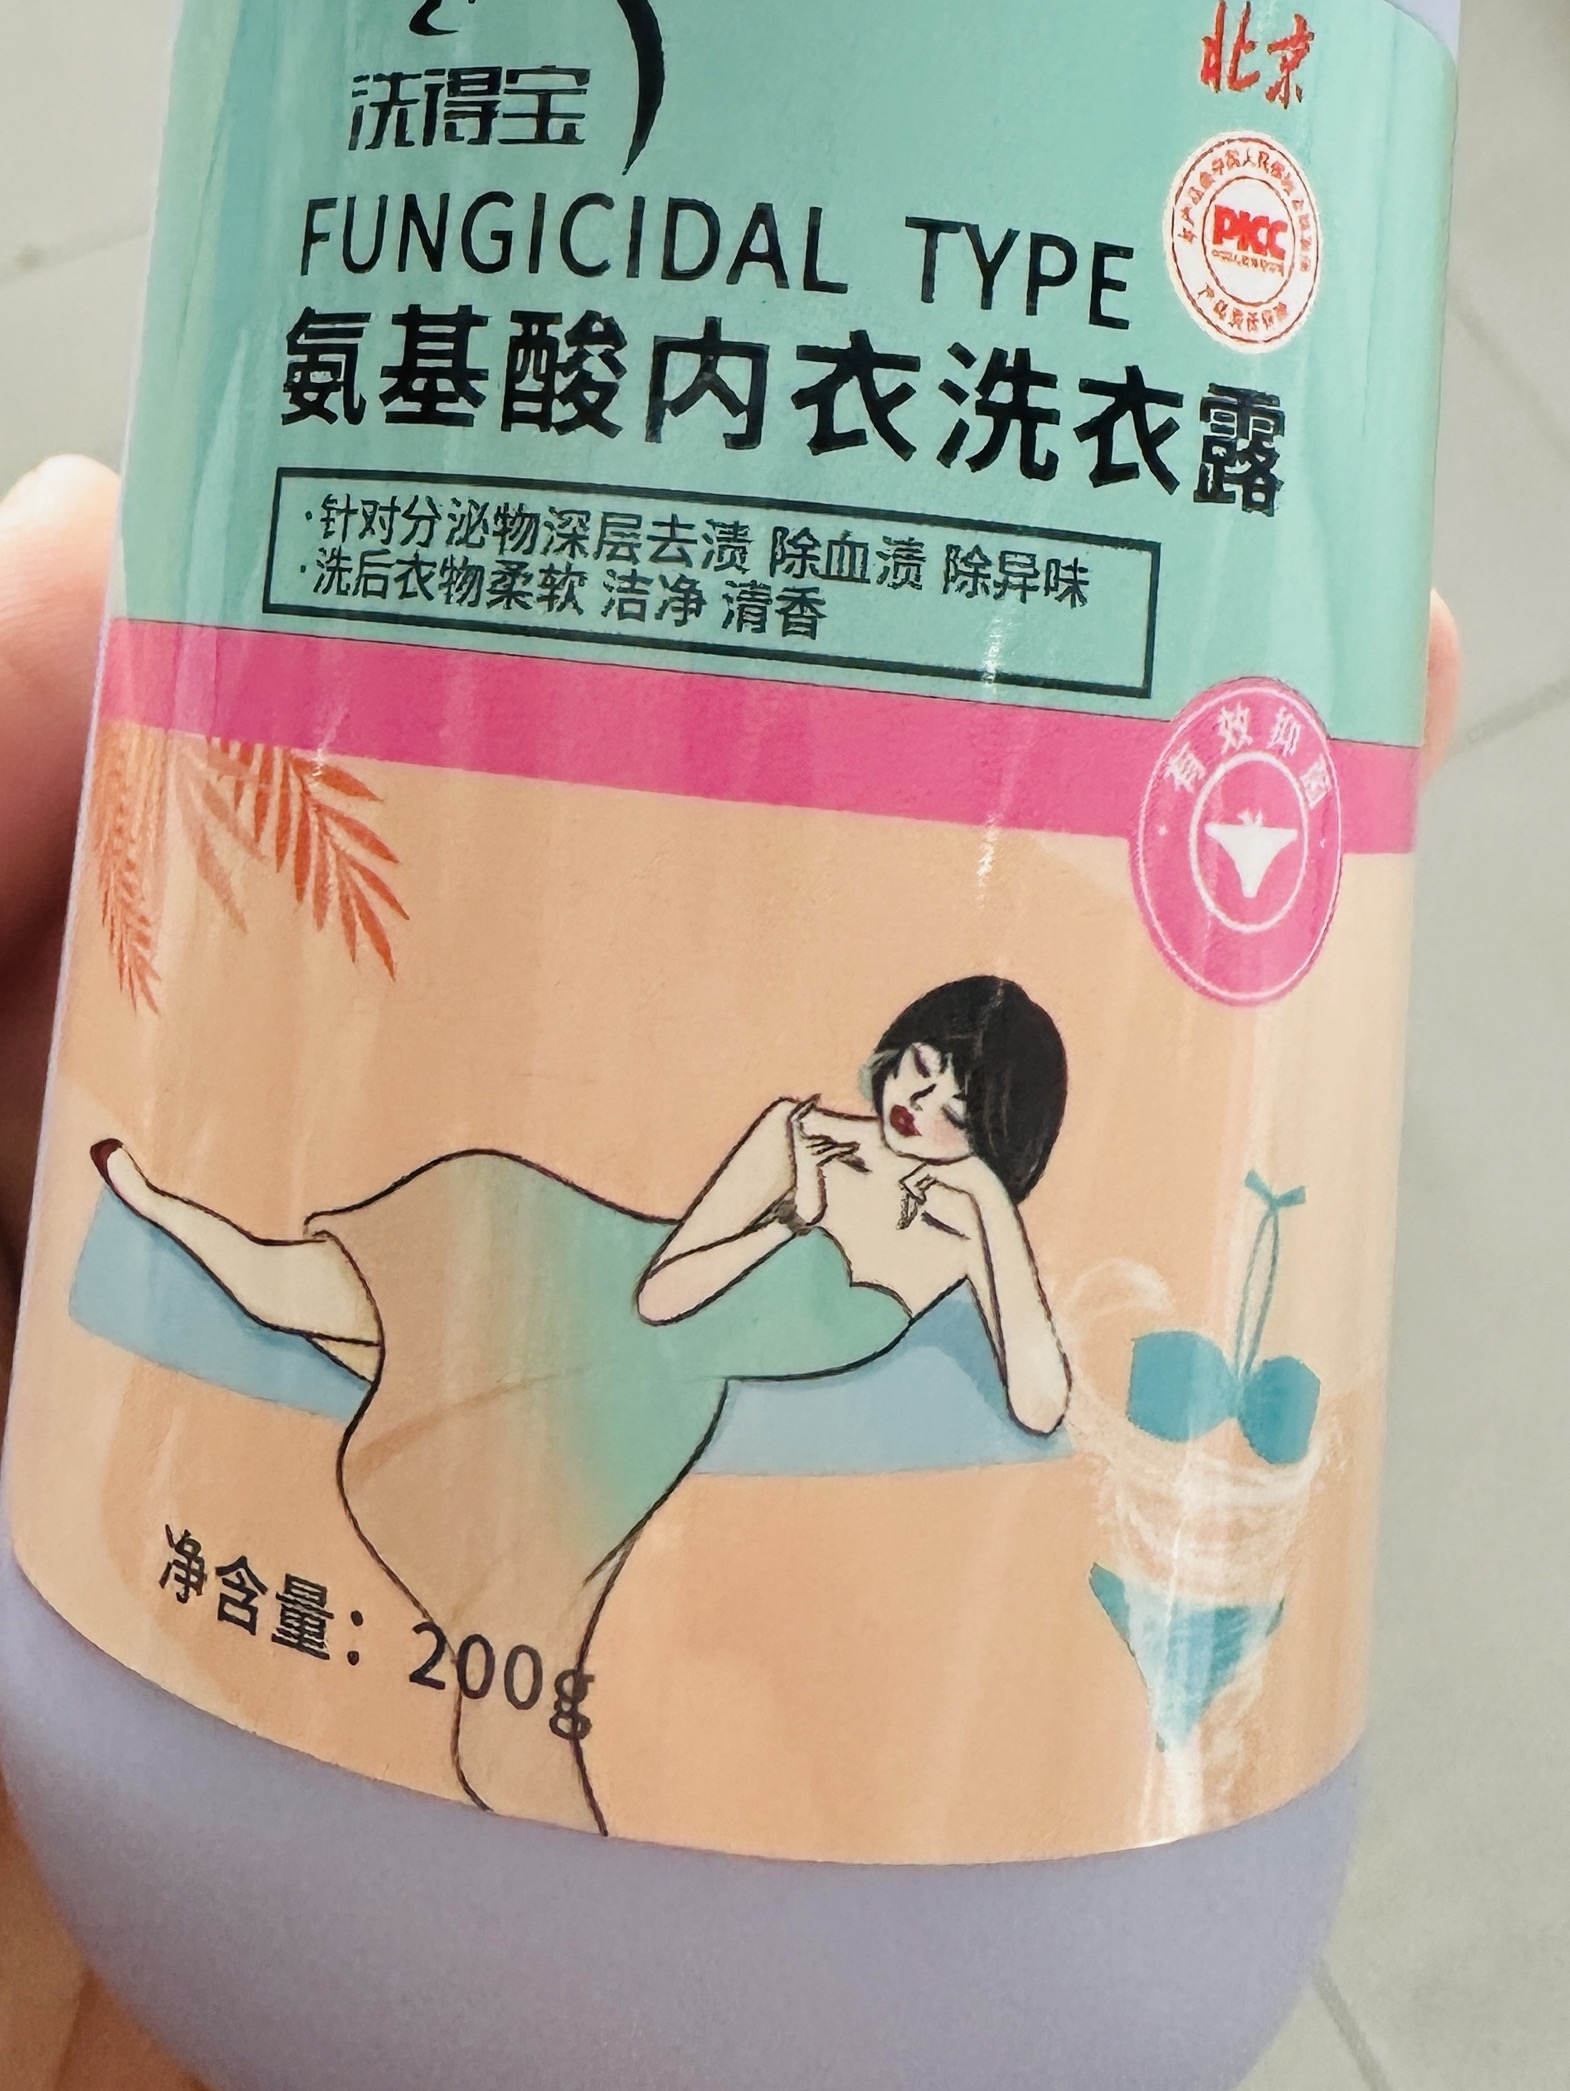 北京
洗得宝
PICC
FUNGICIDAL TYPE
氨基酸内衣洗衣露
·针对分泌物深层去渍 除血渍 除异味
·洗后衣物柔软 洁净 清香
有效抑菌
净含量：200g